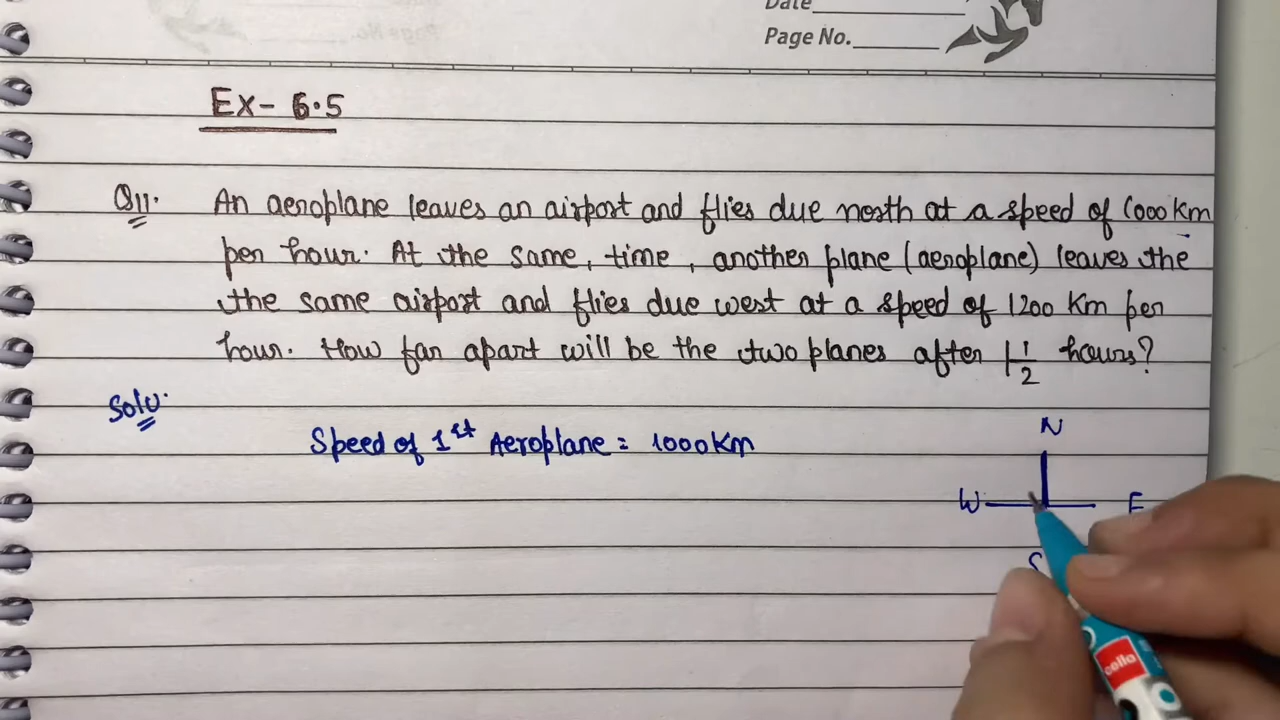 Date
Page No.
Ex- 6.5
Q11. An aeroplane leaves an airport and flies due north at a speed of 1000 Km
per hour. At the same, time, another plane (aeroplane) leaves the
the same airport and flies due west at a speed of 1200 Km per
hour. How far apart will be the two planes after 1 1/2 hours?
Solu.
Speed of 1st Aeroplane = 1000 Km
N
W E
S
cello